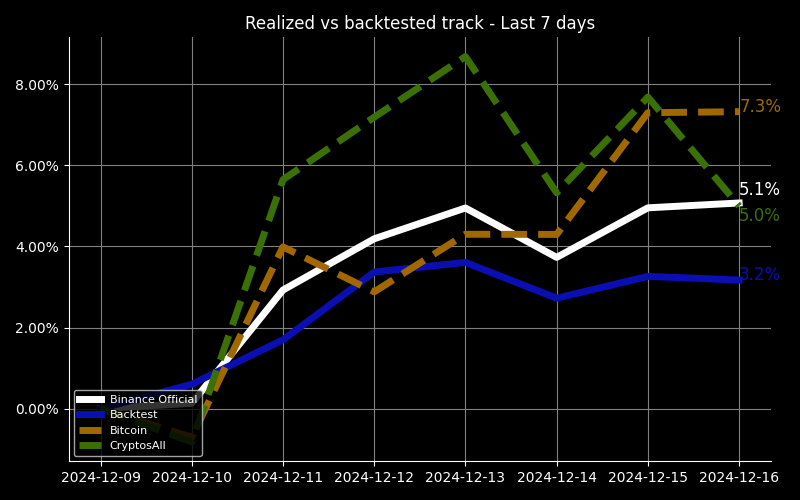 Realized vs backtested track - Last 7 days
8.00%
6.00%
4.00%
2.00%
0.00%
7.3%
5.1%
5.0%
3.2%
Binance Official
Backtest
Bitcoin
CryptosAll
2024-12-09 2024-12-10 2024-12-11 2024-12-12 2024-12-13 2024-12-14 2024-12-15 2024-12-16